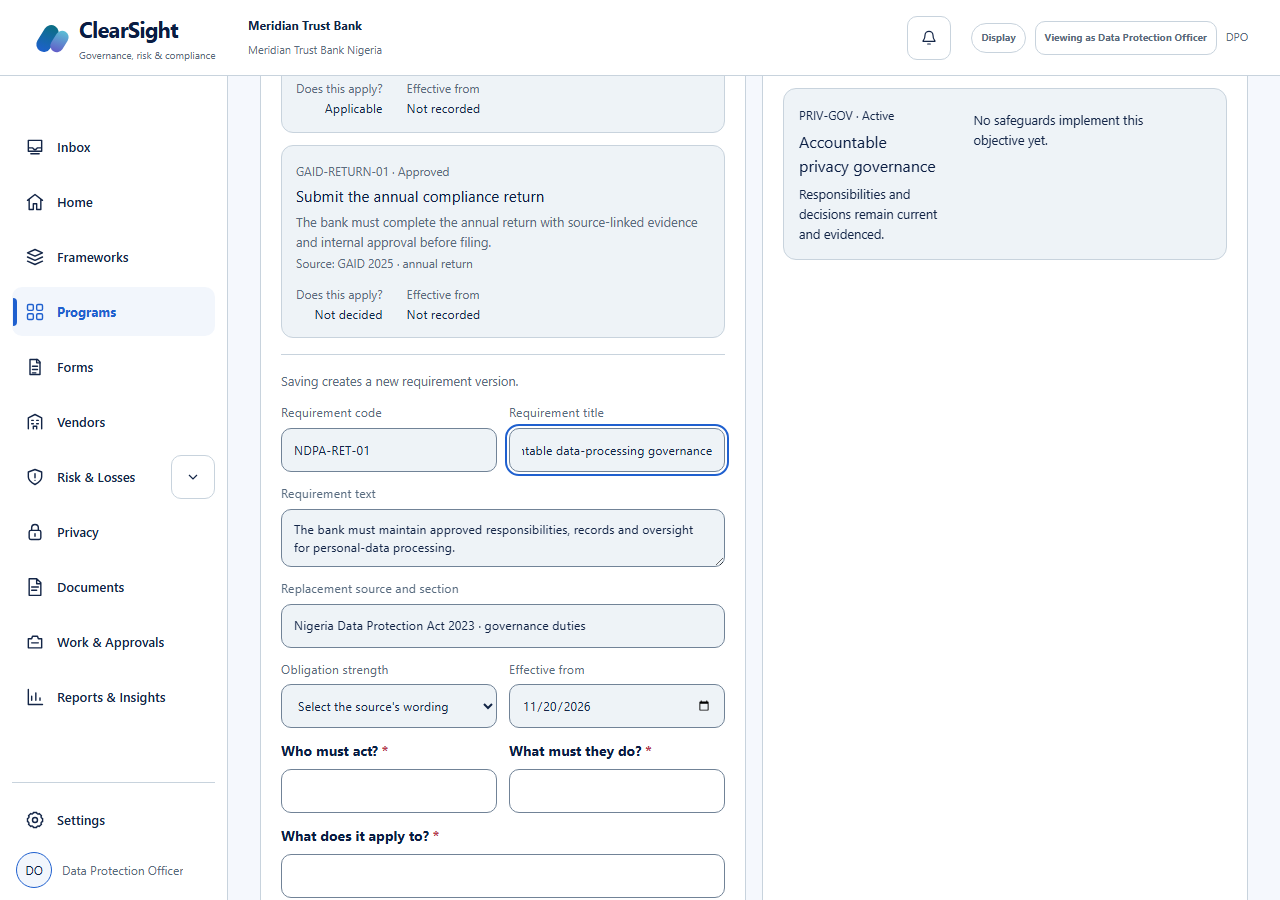 ClearSight
Governance, risk & compliance
Meridian Trust Bank
Meridian Trust Bank Nigeria
Display
Viewing as Data Protection Officer
DPO
Inbox
Home
Frameworks
Programs
Forms
Vendors
Risk & Losses
Privacy
Documents
Work & Approvals
Reports & Insights
Settings
DO
Data Protection Officer
Does this apply?
Effective from
Applicable
Not recorded
GAID-RETURN-01 · Approved
Submit the annual compliance return
The bank must complete the annual return with source-linked evidence
and internal approval before filing.
Source: GAID 2025 · annual return
Does this apply?
Effective from
Not decided
Not recorded
Saving creates a new requirement version.
Requirement code
Requirement title
NDPA-RET-01
ntable data-processing governance
Requirement text
The bank must maintain approved responsibilities, records and oversight
for personal-data processing.
Replacement source and section
Nigeria Data Protection Act 2023 · governance duties
Obligation strength
Effective from
Select the source's wording
11/20/2026
Who must act? *
What must they do? *
What does it apply to? *
PRIV-GOV · Active
Accountable
privacy governance
Responsibilities and
decisions remain current
and evidenced.
No safeguards implement this
objective yet.